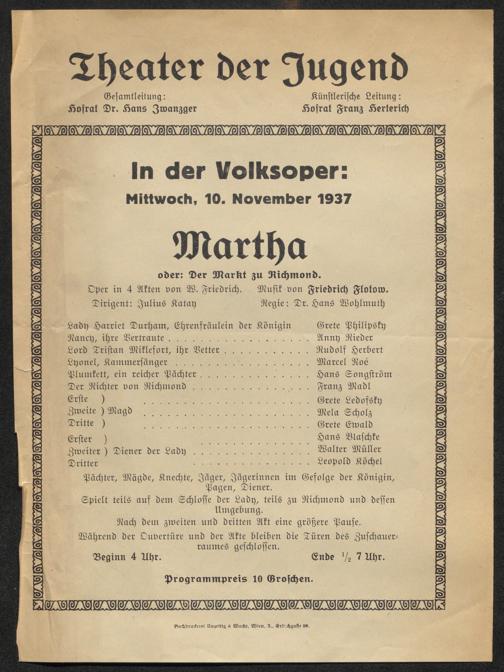 Theater der Jugend
Gesamtleitung:
Hofrat Dr. Hans Zwanzger
Künstlerische Leitung:
Hofrat Franz Herterich
In der Volksoper:
Mittwoch, 10. November 1937
Martha
oder: Der Markt zu Richmond.
Oper in 4 Akten von W. Friedrich. Musik von Friedrich Flotow.
Dirigent: Julius Katay Regie: Dr. Hans Wohlmuth
Lady Harriet Durham, Ehrenfräulein der Königin Grete Philipsky
Nancy, ihre Vertraute . . . . . . . . . . . . . Anny Rieder
Lord Tristan Miklefort, ihr Vetter . . . . . . . . . Rudolf Herbert
Lyonel, Kammersänger . . . . . . . . . . . . . Marcel Noé
Plumkett, ein reicher Pächter . . . . . . . . . . . Hans Songström
Der Richter von Richmond . . . . . . . . . . . Franz Madl
Erste ) . . . . . . . . . . . . . Grete Ledofsky
Zweite ) Magd . . . . . . . . . . . . . Mela Scholz
Dritte ) . . . . . . . . . . . . . Grete Ewald
Erster ) Hans Blaschke
Zweiter ) Diener der Lady . . . . . . . . . . . Walter Müller
Dritter . . . . . . . . . . . Leopold Köchel
Pächter, Mägde, Knechte, Jäger, Jägerinnen im Gefolge der Königin,
Pagen, Diener.
Spielt teils auf dem Schlosse der Lady, teils zu Richmond und dessen
Umgebung.
Nach dem zweiten und dritten Akt eine größere Pause.
Während der Ouvertüre und der Akte bleiben die Türen des Zuschauer-
raumes geschlossen.
Beginn 4 Uhr. Ende ½ 7 Uhr.
Programmpreis 10 Groschen.
Wien,